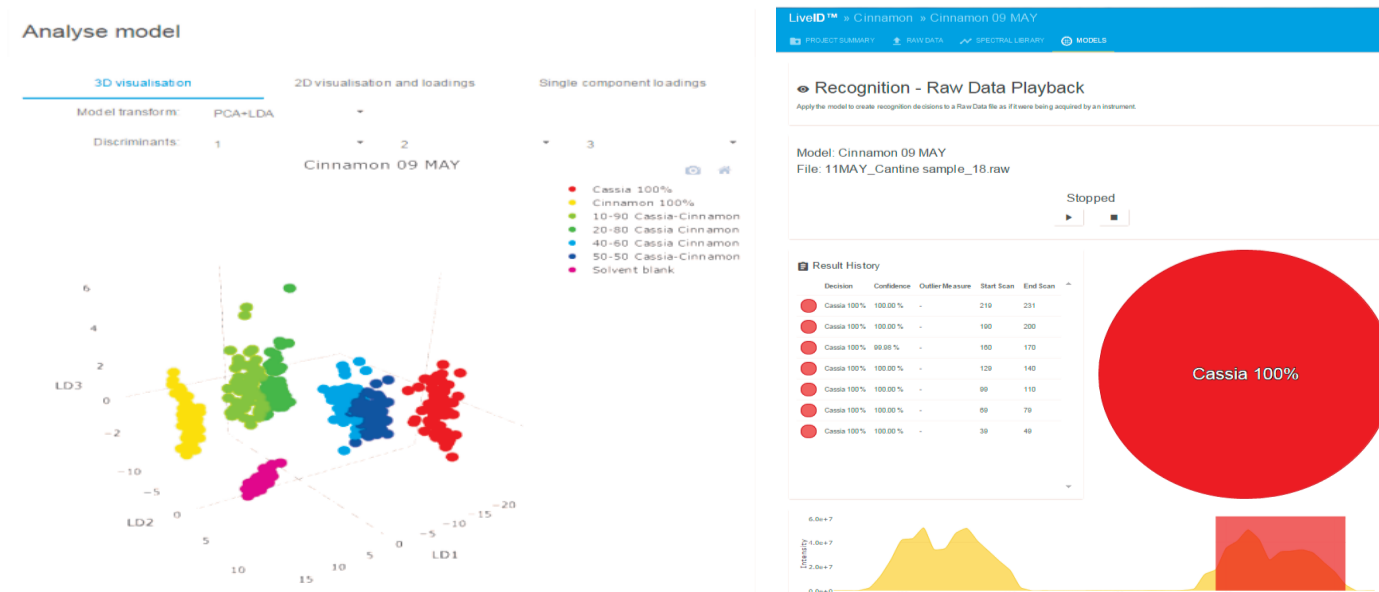 Analyse model
3D visualisation
2D visualisation and loadings
Single component loadings
Model transform:
PCA+LDA
Discriminants:
1
2
3
Cinnamon 09 MAY
Cassia 100%
Cinnamon 100%
10-90 Cassia-Cinnamon
20-80 Cassia Cinnamon
40-60 Cassia Cinnamon
50-50 Cassia-Cinnamon
Solvent blank
6
4
2
0
−2
LD3
−10
−5
0
5
10
15
LD2
10
5
0
−5
−10
−15
−20
LD1
LiveID™ » Cinnamon » Cinnamon 09 MAY
PROJECT SUMMARY
RAW DATA
SPECTRAL LIBRARY
MODELS
Recognition - Raw Data Playback
Apply the model to create recognition decisions to a Raw Data file as if it were being acquired by an instrument.
Model: Cinnamon 09 MAY
File: 11MAY_Cantine sample_18.raw
Stopped
Result History
Decision Confidence Outlier Measure Start Scan End Scan
Cassia 100% 100.00 % - 219 231
Cassia 100% 100.00 % - 190 200
Cassia 100% 99.98 % - 160 170
Cassia 100% 100.00 % - 129 140
Cassia 100% 100.00 % - 99 110
Cassia 100% 100.00 % - 69 79
Cassia 100% 100.00 % - 39 49
Cassia 100%
6.0e+7
4.0e+7
2.0e+7
0.0e+0
Intensity